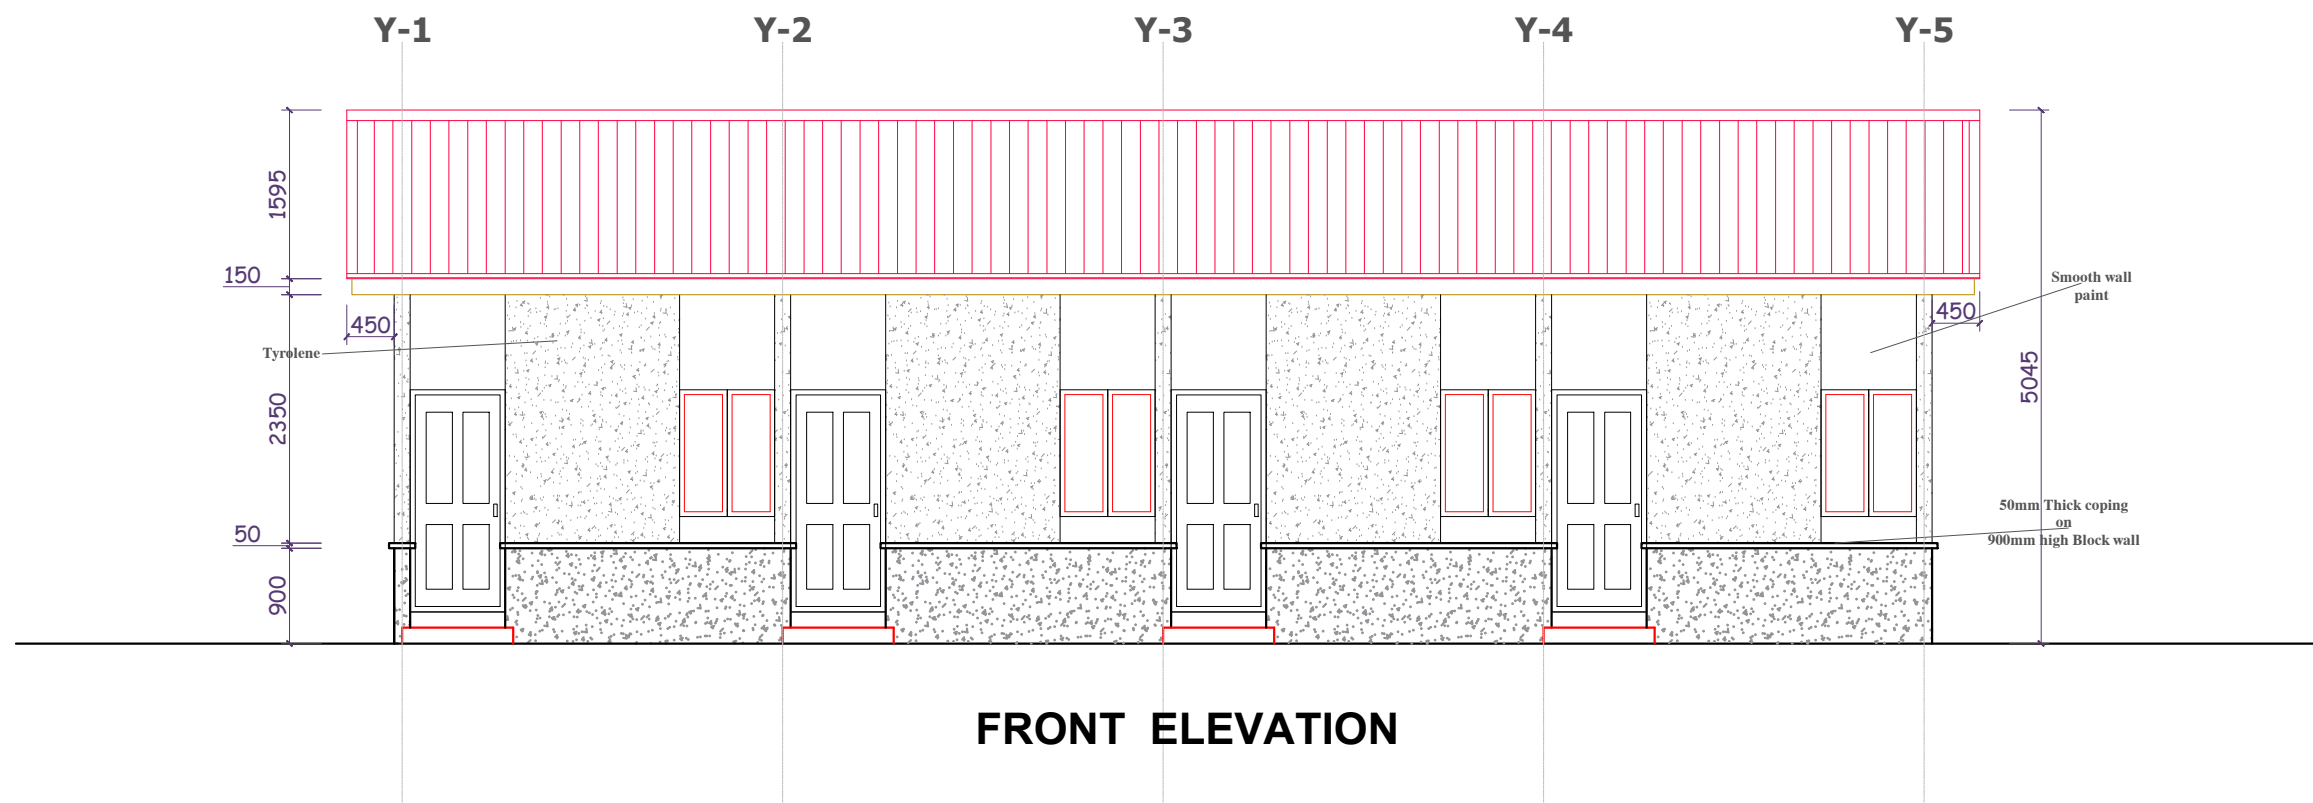 Y-1
Y-2
Y-3
Y-4
Y-5
1595
150
450
Tyrolene
2350
50
900
Smooth wall
paint
450
5045
50mm Thick coping
on
900mm high Block wall
FRONT ELEVATION